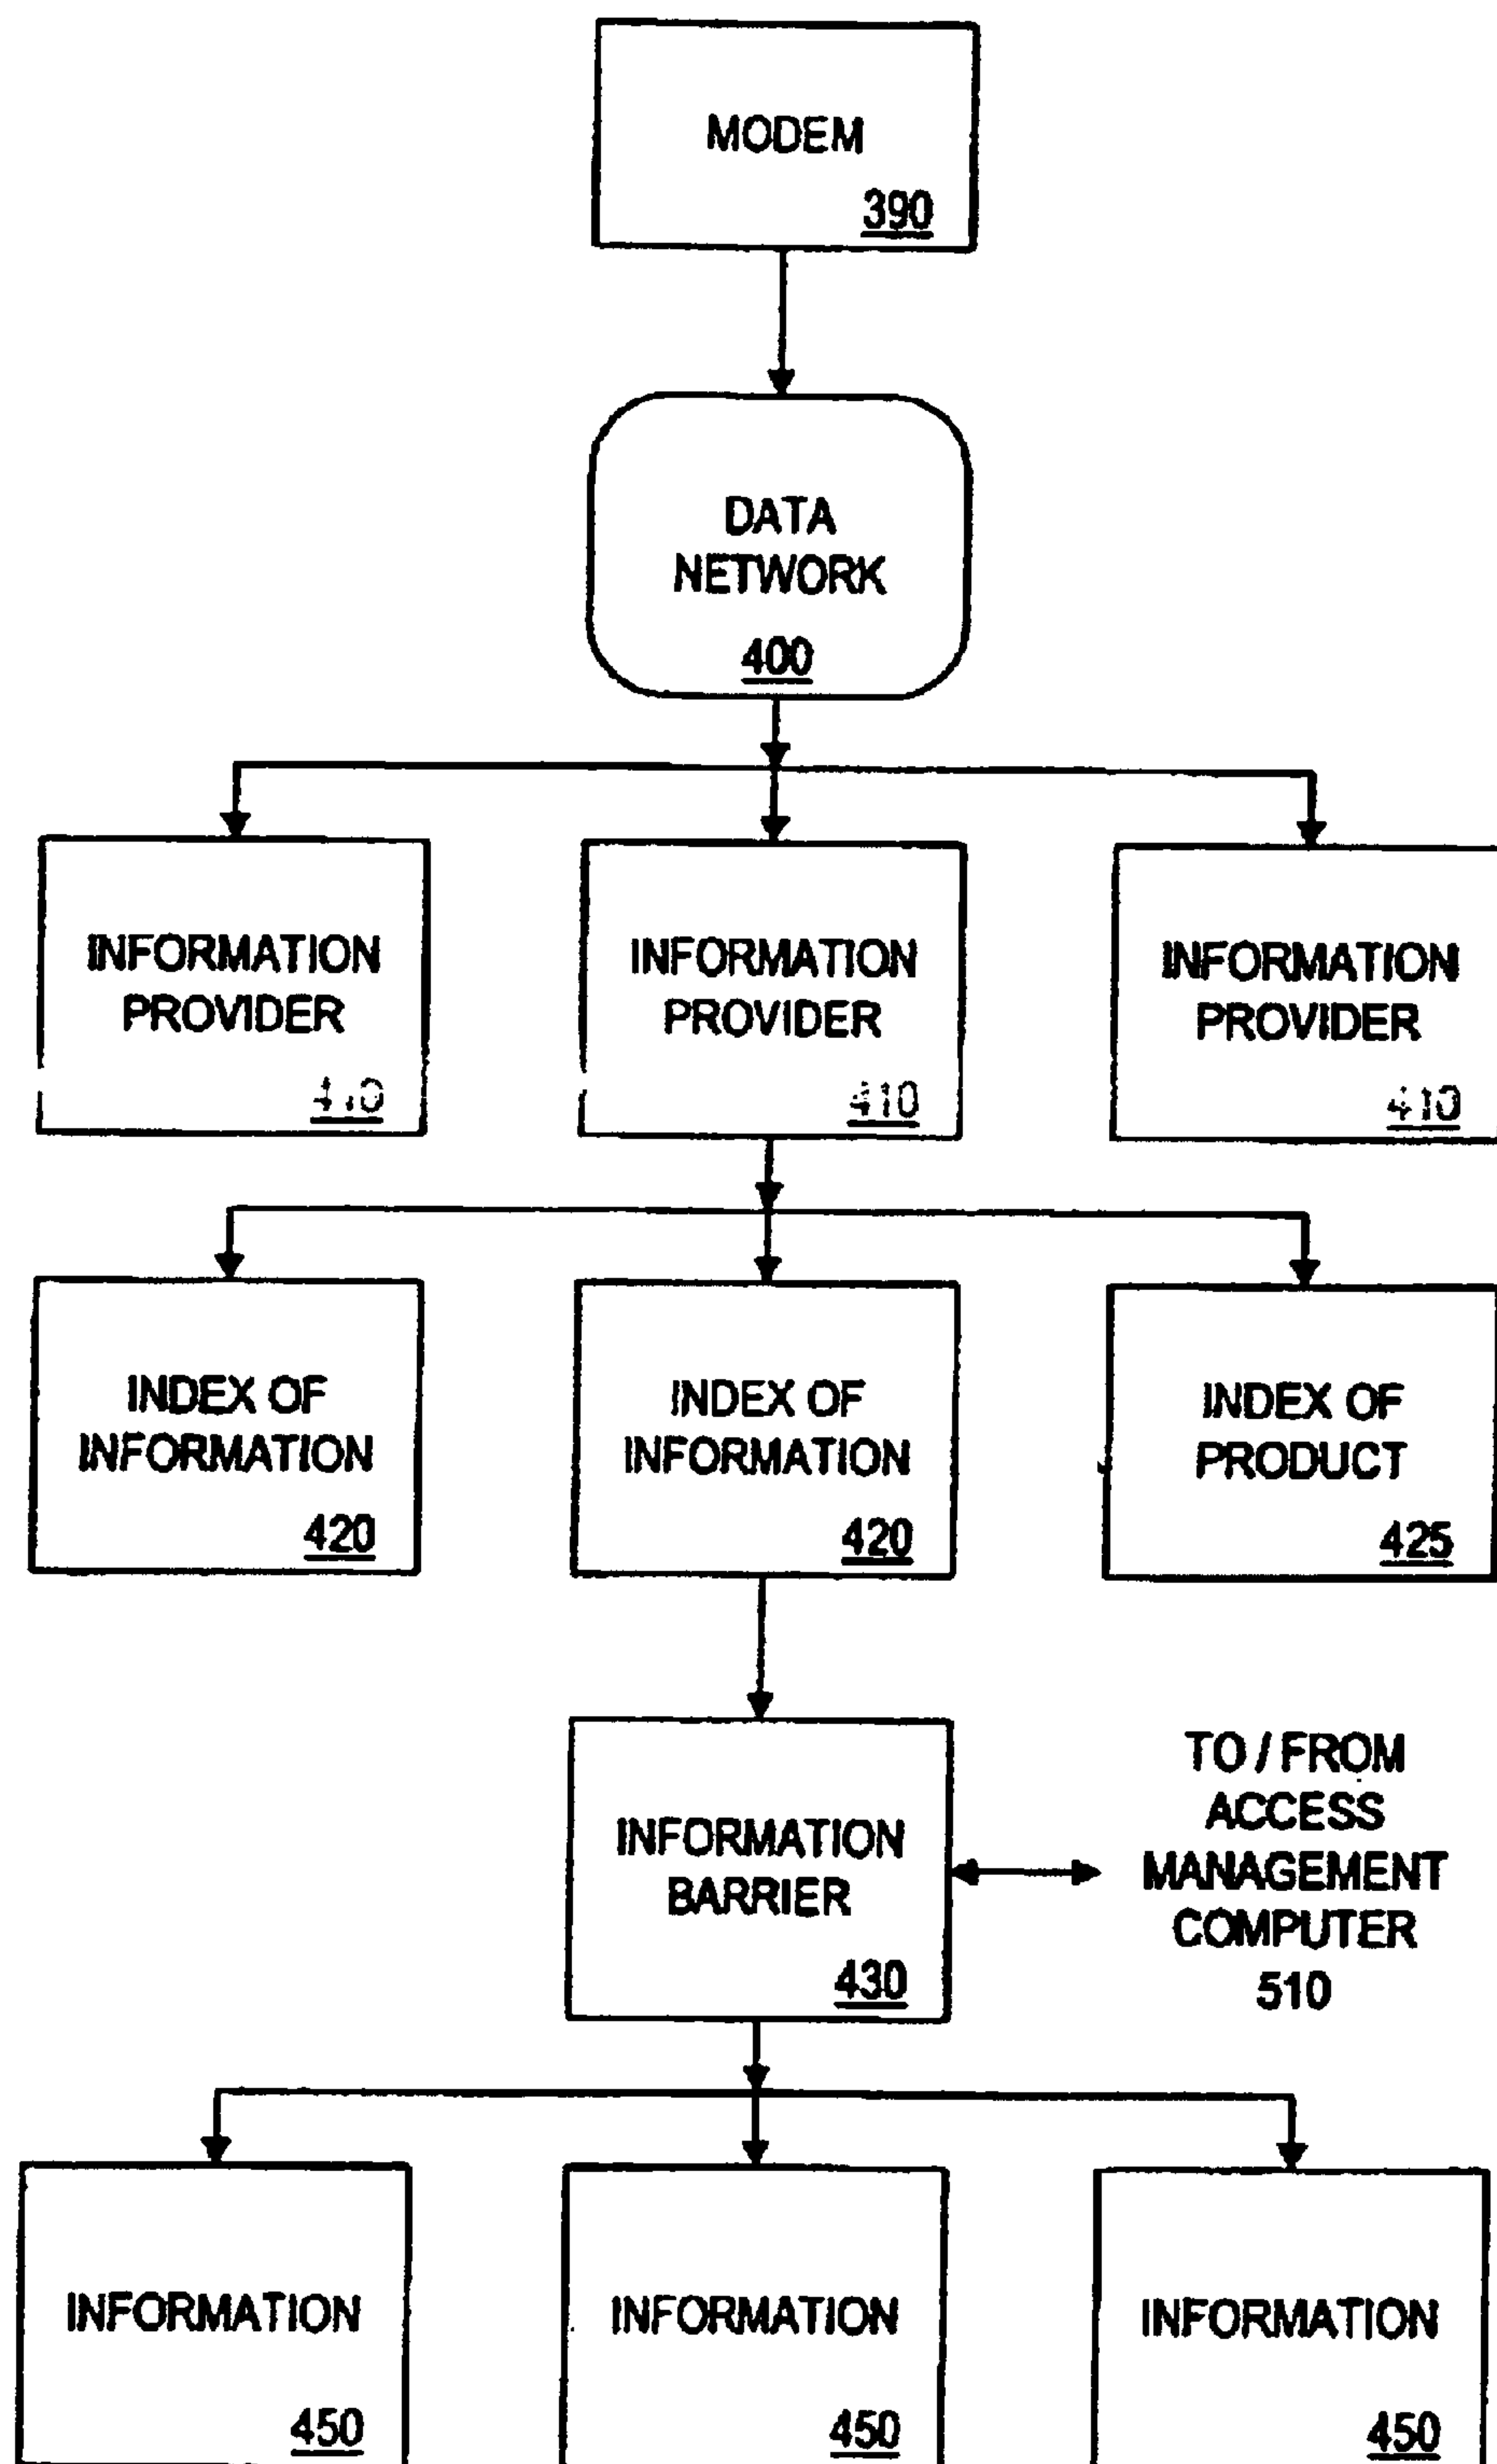 MODEM
390
DATA
NETWORK
400
INFORMATION
PROVIDER
410
INFORMATION
PROVIDER
410
INFORMATION
PROVIDER
410
INDEX OF
INFORMATION
420
INDEX OF
INFORMATION
420
INDEX OF
PRODUCT
425
INFORMATION
BARRIER
430
TO / FROM
ACCESS
MANAGEMENT
COMPUTER
510
INFORMATION
450
INFORMATION
450
INFORMATION
450